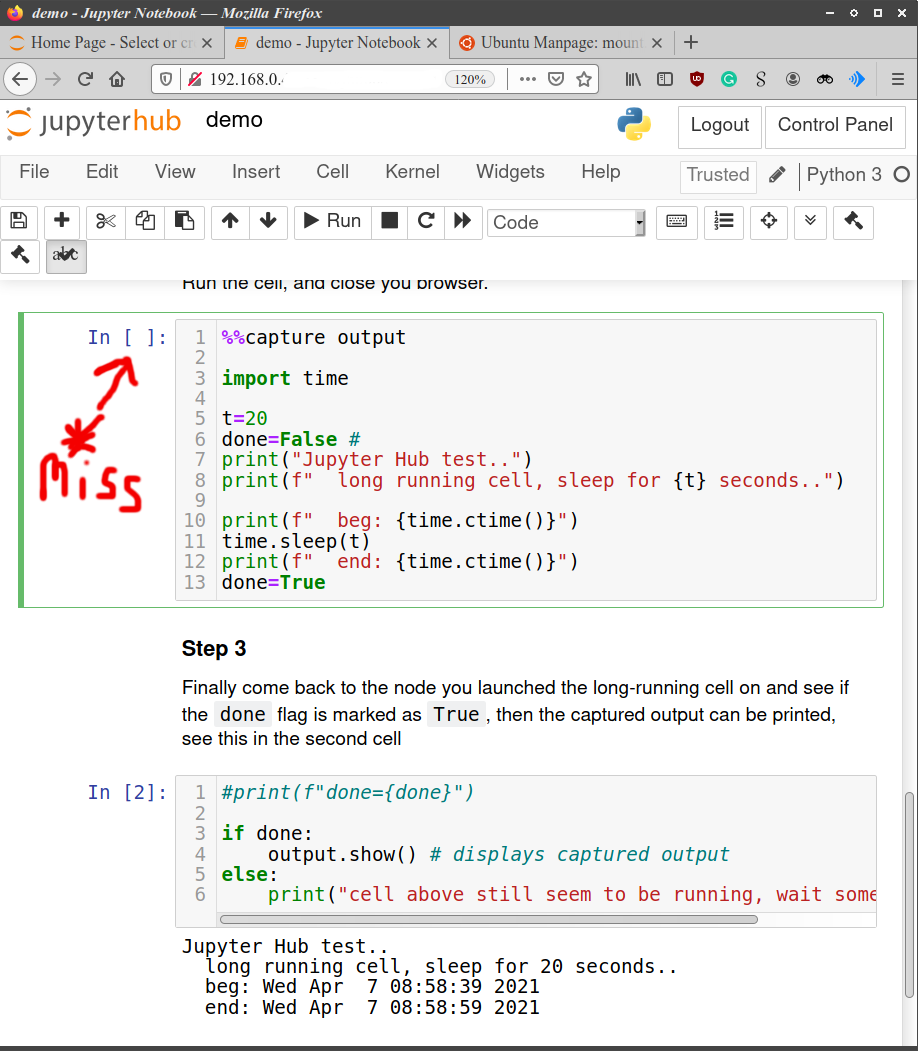 demo - Jupyter Notebook — Mozilla Firefox
Home Page - Select or cr
demo - Jupyter Notebook
Ubuntu Manpage: moun
192.168.0.
120%
jupyterhub demo
Logout
Control Panel
File Edit View Insert Cell Kernel Widgets Help
Trusted
Python 3
Run
Code
abc
Run the cell, and close you browser.
In [ ]:
Miss
1 %%capture output
2
3 import time
4
5 t=20
6 done=False #
7 print("Jupyter Hub test..")
8 print(f"  long running cell, sleep for {t} seconds..")
9
10 print(f"  beg: {time.ctime()}")
11 time.sleep(t)
12 print(f"  end: {time.ctime()}")
13 done=True
Step 3
Finally come back to the node you launched the long-running cell on and see if
the done flag is marked as True, then the captured output can be printed,
see this in the second cell
In [2]:
1 #print(f"done={done}")
2
3 if done:
4     output.show() # displays captured output
5 else:
6     print("cell above still seem to be running, wait some
Jupyter Hub test..
  long running cell, sleep for 20 seconds..
  beg: Wed Apr  7 08:58:39 2021
  end: Wed Apr  7 08:58:59 2021